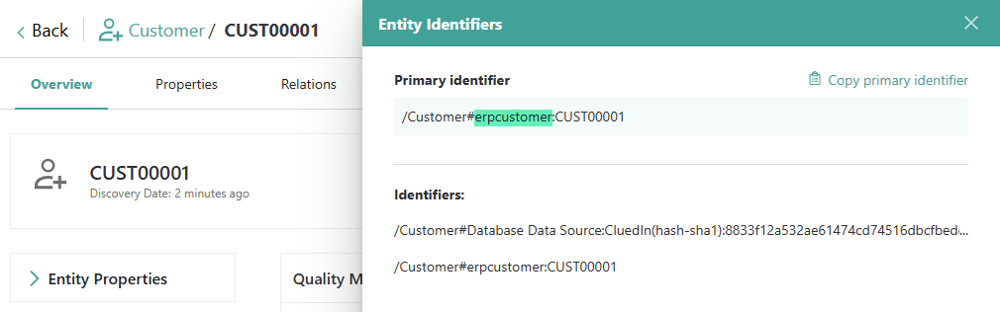 Back
Customer / CUST00001
Overview
Properties
Relations
CUST00001
Discovery Date: 2 minutes ago
Entity Properties
Quality M
Entity Identifiers
Primary identifier
Copy primary identifier
/Customer#erpcustomer:CUST00001
Identifiers:
/Customer#Database Data Source:CluedIn(hash-sha1):8833f12a532ae61474cd74516dbcfbed...
/Customer#erpcustomer:CUST00001